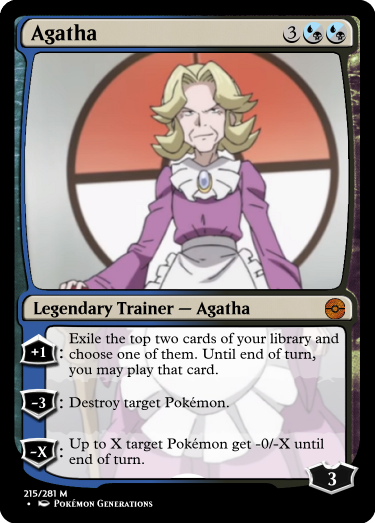 Agatha 3
Legendary Trainer — Agatha
+1: Exile the top two cards of your library and
choose one of them. Until end of turn,
you may play that card.
-3: Destroy target Pokémon.
-X: Up to X target Pokémon get -0/-X until
end of turn.
3
215/281 M
• Pokémon Generations